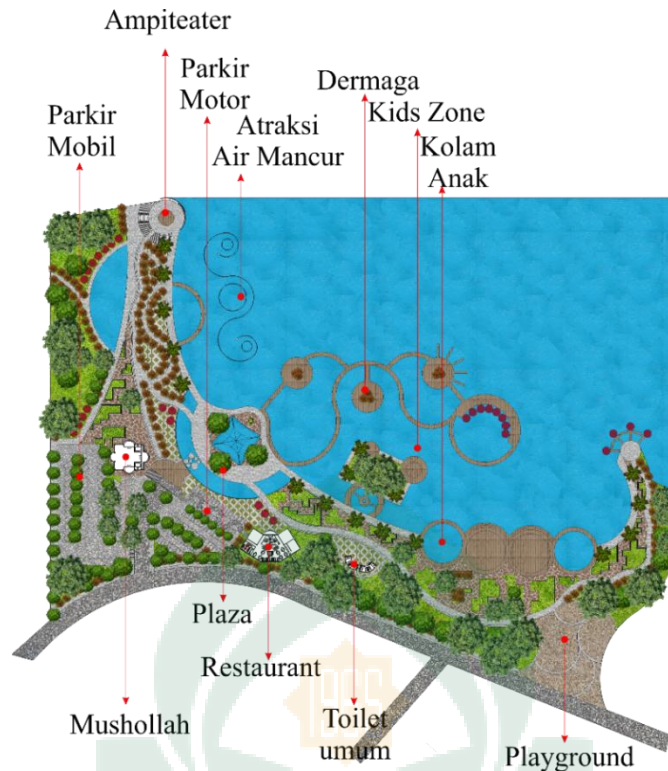 Ampiteater
Parkir
Motor
Dermaga
Kids Zone
Parkir
Mobil
Atraksi
Air Mancur
Kolam
Anak
Plaza
Restaurant
Mushollah
Toilet
umum
Playground
1995